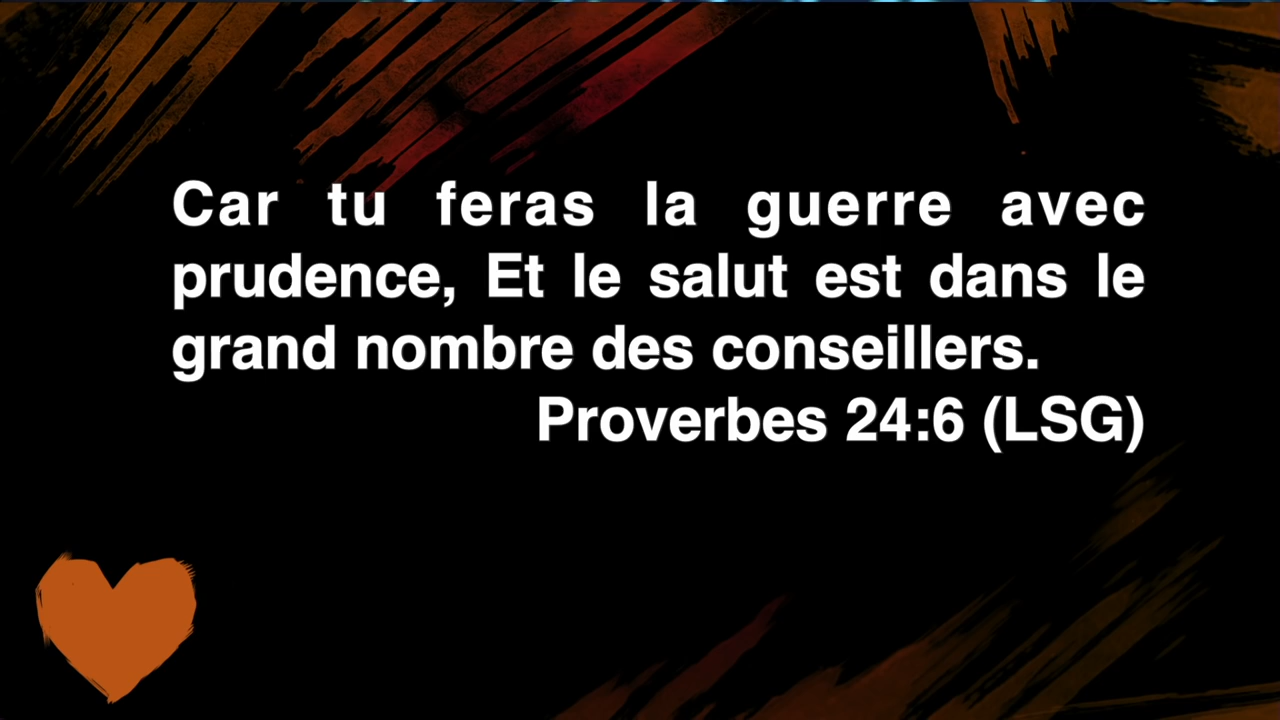 Car tu feras la guerre avec
prudence, Et le salut est dans le
grand nombre des conseillers.
Proverbes 24:6 (LSG)